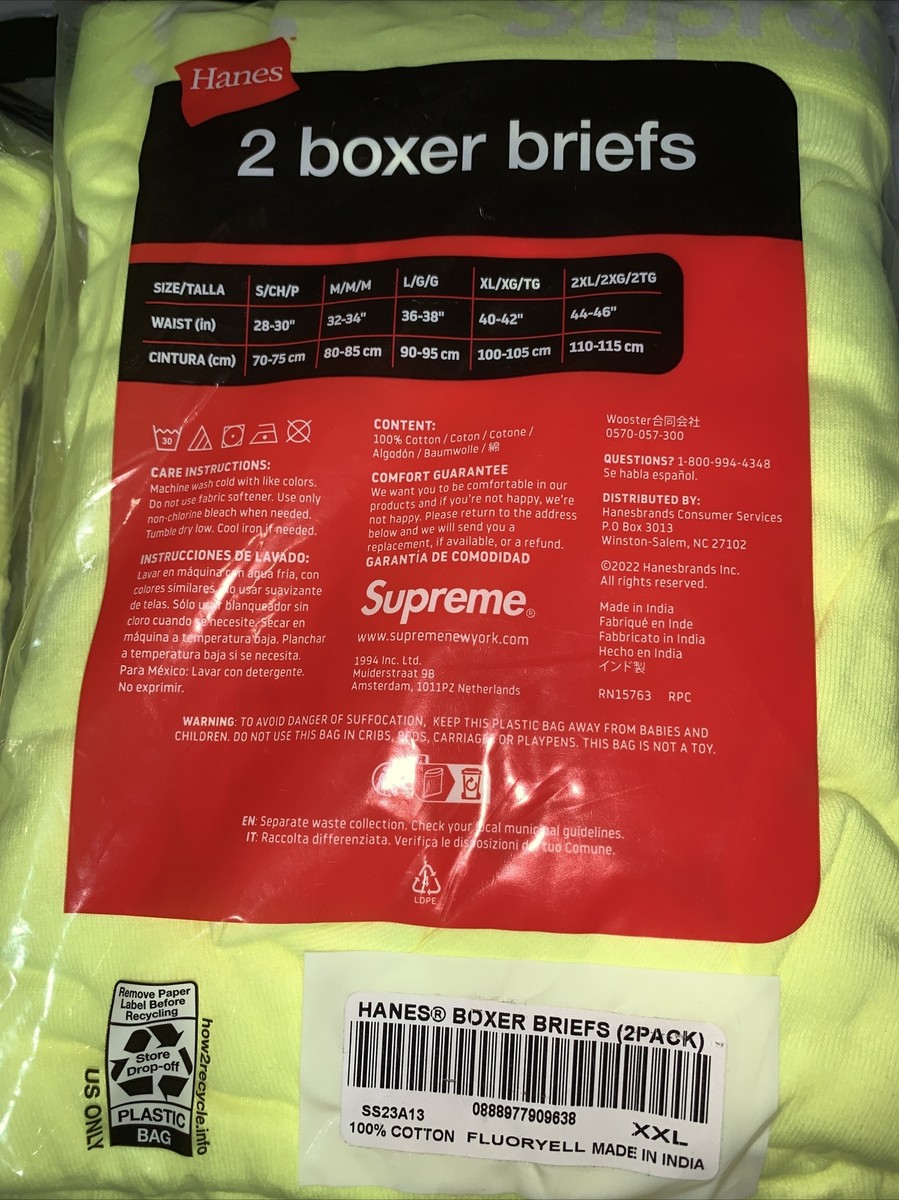 Supre
Hanes
2 boxer briefs
SIZE/TALLA S/CH/P M/M/M L/G/G XL/XG/TG 2XL/2XG/2TG
WAIST (in) 28-30" 32-34" 36-38" 40-42" 44-46"
CINTURA (cm) 70-75 cm 80-85 cm 90-95 cm 100-105 cm 110-115 cm
30
CARE INSTRUCTIONS:
Machine wash cold with like colors.
Do not use fabric softener. Use only
non-chlorine bleach when needed.
Tumble dry low. Cool iron if needed.
INSTRUCCIONES DE LAVADO:
Lavar en máquina con agua fría, con
colores similares. No usar suavizante
de telas. Sólo usar blanqueador sin
cloro cuando se necesite. Secar en
máquina a temperatura baja. Planchar
a temperatura baja si se necesita.
Para México: Lavar con detergente.
No exprimir.
CONTENT:
100% Cotton / Coton / Cotone /
Algodón / Baumwolle / 綿
COMFORT GUARANTEE
We want you to be comfortable in our
products and if you're not happy, we're
not happy. Please return to the address
below and we will send you a
replacement, if available, or a refund.
GARANTÍA DE COMODIDAD
Supreme®
www.supremenewyork.com
1994 Inc. Ltd.
Muiderstraat 9B
Amsterdam, 1011PZ Netherlands
Wooster合同会社
0570-057-300
QUESTIONS? 1-800-994-4348
Se habla español.
DISTRIBUTED BY:
Hanesbrands Consumer Services
P.O Box 3013
Winston-Salem, NC 27102
©2022 Hanesbrands Inc.
All rights reserved.
Made in India
Fabriqué en Inde
Fabbricato in India
Hecho en India
インド製
RN15763 RPC
WARNING: TO AVOID DANGER OF SUFFOCATION, KEEP THIS PLASTIC BAG AWAY FROM BABIES AND
CHILDREN. DO NOT USE THIS BAG IN CRIBS, BEDS, CARRIAGES OR PLAYPENS. THIS BAG IS NOT A TOY.
EN: Separate waste collection. Check your local municipal guidelines.
IT: Raccolta differenziata. Verifica le disposizioni del tuo Comune.
LDPE
Remove Paper
Label Before
Recycling
Store
Drop-off
PLASTIC
BAG
how2recycle.info
US ONLY
HANES® BOXER BRIEFS (2PACK)
SS23A13 0888977909638 XXL
100% COTTON FLUORYELL MADE IN INDIA